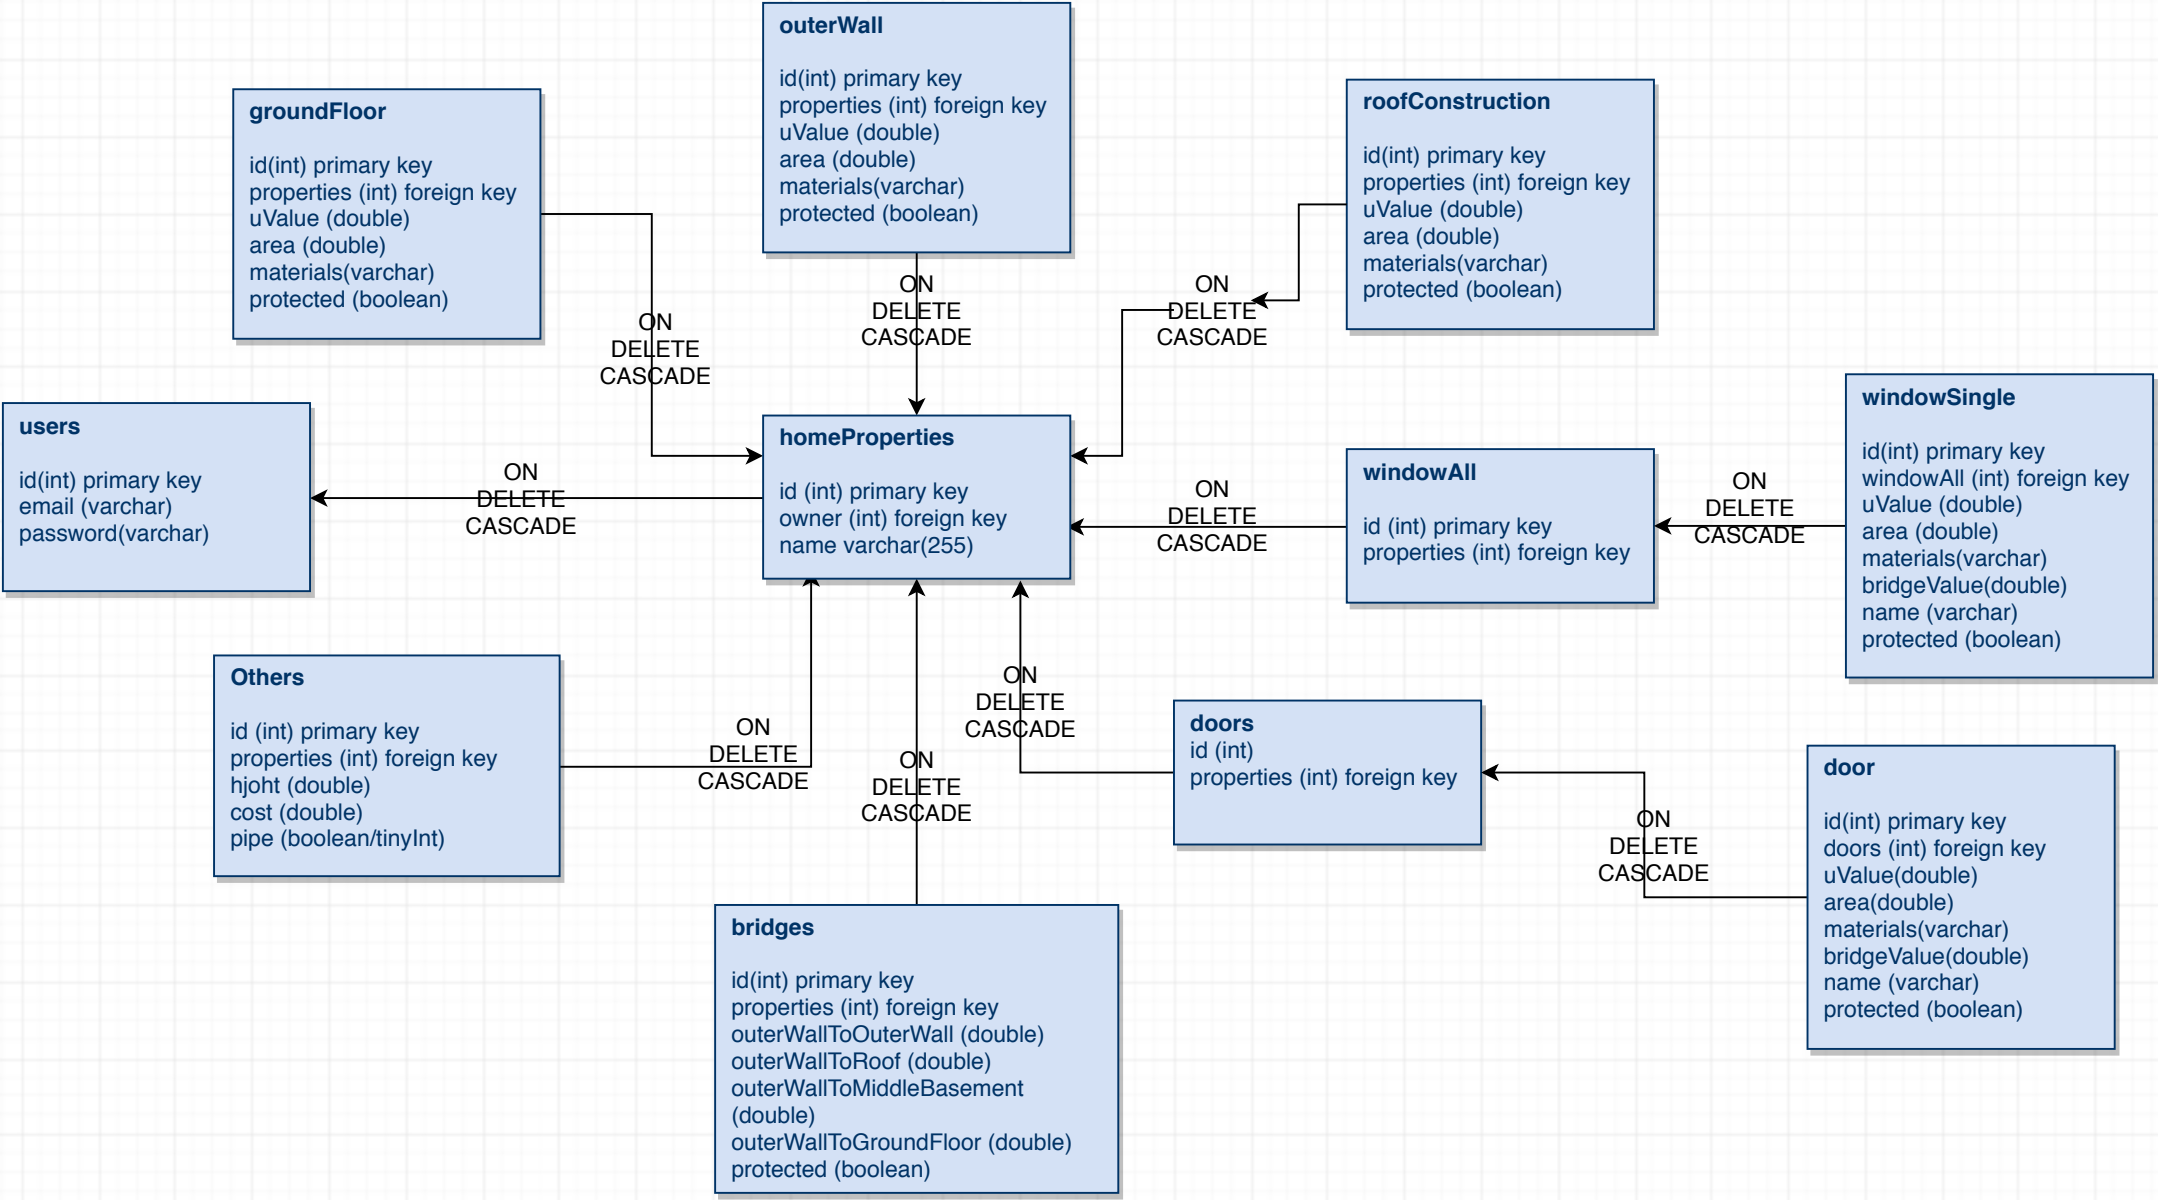 outerWall
id(int) primary key
properties (int) foreign key
uValue (double)
area (double)
materials(varchar)
protected (boolean)
groundFloor
id(int) primary key
properties (int) foreign key
uValue (double)
area (double)
materials(varchar)
protected (boolean)
roofConstruction
id(int) primary key
properties (int) foreign key
uValue (double)
area (double)
materials(varchar)
protected (boolean)
ON
DELETE
CASCADE
ON
DELETE
CASCADE
ON
DELETE
CASCADE
users
id(int) primary key
email (varchar)
password(varchar)
ON
DELETE
CASCADE
homeProperties
id (int) primary key
owner (int) foreign key
name varchar(255)
ON
DELETE
CASCADE
windowAll
id (int) primary key
properties (int) foreign key
ON
DELETE
CASCADE
windowSingle
id(int) primary key
windowAll (int) foreign key
uValue (double)
area (double)
materials(varchar)
bridgeValue(double)
name (varchar)
protected (boolean)
Others
id (int) primary key
properties (int) foreign key
hjoht (double)
cost (double)
pipe (boolean/tinyInt)
ON
DELETE
CASCADE
ON
DELETE
CASCADE
ON
DELETE
CASCADE
doors
id (int)
properties (int) foreign key
ON
DELETE
CASCADE
door
id(int) primary key
doors (int) foreign key
uValue(double)
area(double)
materials(varchar)
bridgeValue(double)
name (varchar)
protected (boolean)
bridges
id(int) primary key
properties (int) foreign key
outerWallToOuterWall (double)
outerWallToRoof (double)
outerWallToMiddleBasement
(double)
outerWallToGroundFloor (double)
protected (boolean)